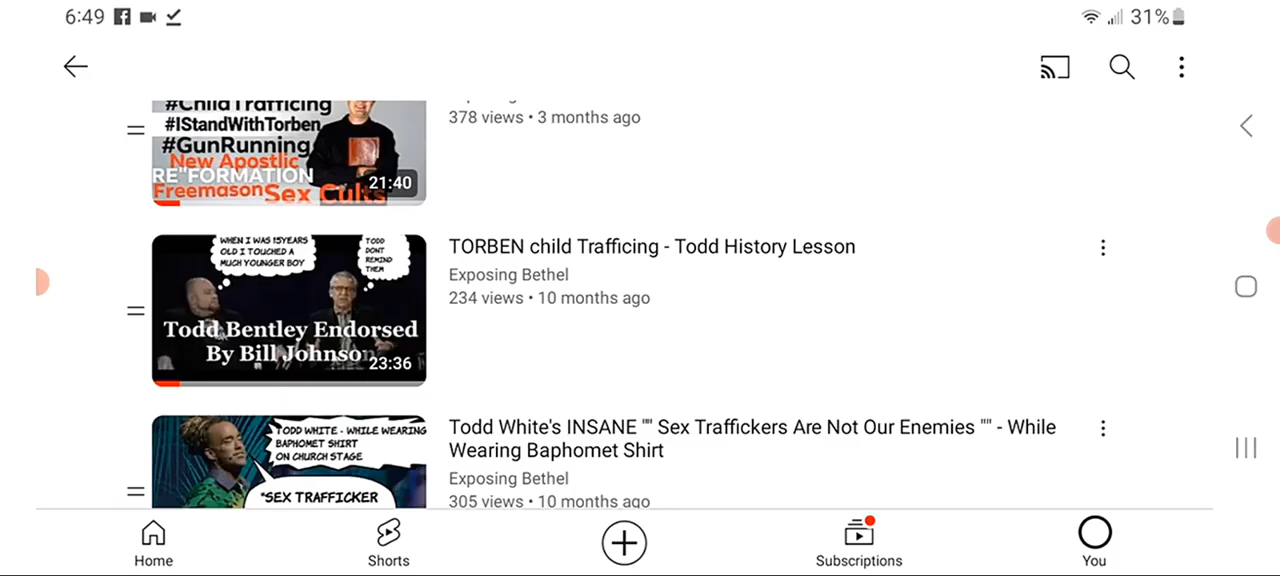 6:49
31%
#ChildTrafficing
#IStandWithTorben
#GunRunning
New Apostlic
RE"FORMATION
Freemason Sex Cults
21:40
378 views • 3 months ago
WHEN I WAS 15YEARS
OLD I TOUCHED A
MUCH YOUNGER BOY
TODD
DONT
REMIND
THEM
Todd Bentley Endorsed
By Bill Johnson
23:36
TORBEN child Trafficing - Todd History Lesson
Exposing Bethel
234 views • 10 months ago
TODD WHITE - WHILE WEARING
BAPHOMET SHIRT
ON CHURCH STAGE
"SEX TRAFFICKER
Todd White's INSANE "" Sex Traffickers Are Not Our Enemies "" - While
Wearing Baphomet Shirt
Exposing Bethel
305 views • 10 months ago
Home
Shorts
Subscriptions
You